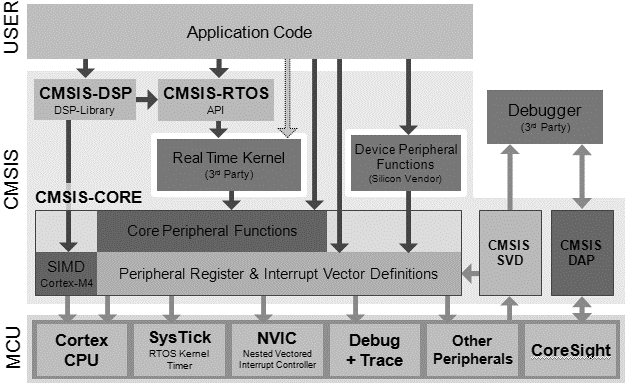 USER
Application Code
CMSIS
CMSIS-DSP
DSP-Library
CMSIS-RTOS
API
Debugger
(3rd Party)
Real Time Kernel
(3rd Party)
Device Peripheral
Functions
(Silicon Vendor)
CMSIS-CORE
Core Peripheral Functions
SIMD
Cortex-M4
Peripheral Register & Interrupt Vector Definitions
CMSIS
SVD
CMSIS
DAP
MCU
Cortex
CPU
SysTick
RTOS Kernel
Timer
NVIC
Nested Vectored
Interrupt Controller
Debug
+ Trace
Other
Peripherals
CoreSight